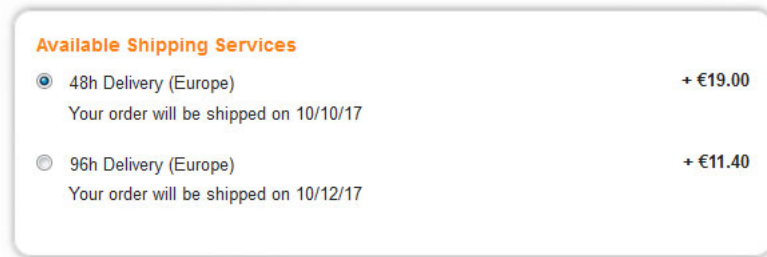 Available Shipping Services
48h Delivery (Europe) + €19.00
Your order will be shipped on 10/10/17
96h Delivery (Europe) + €11.40
Your order will be shipped on 10/12/17